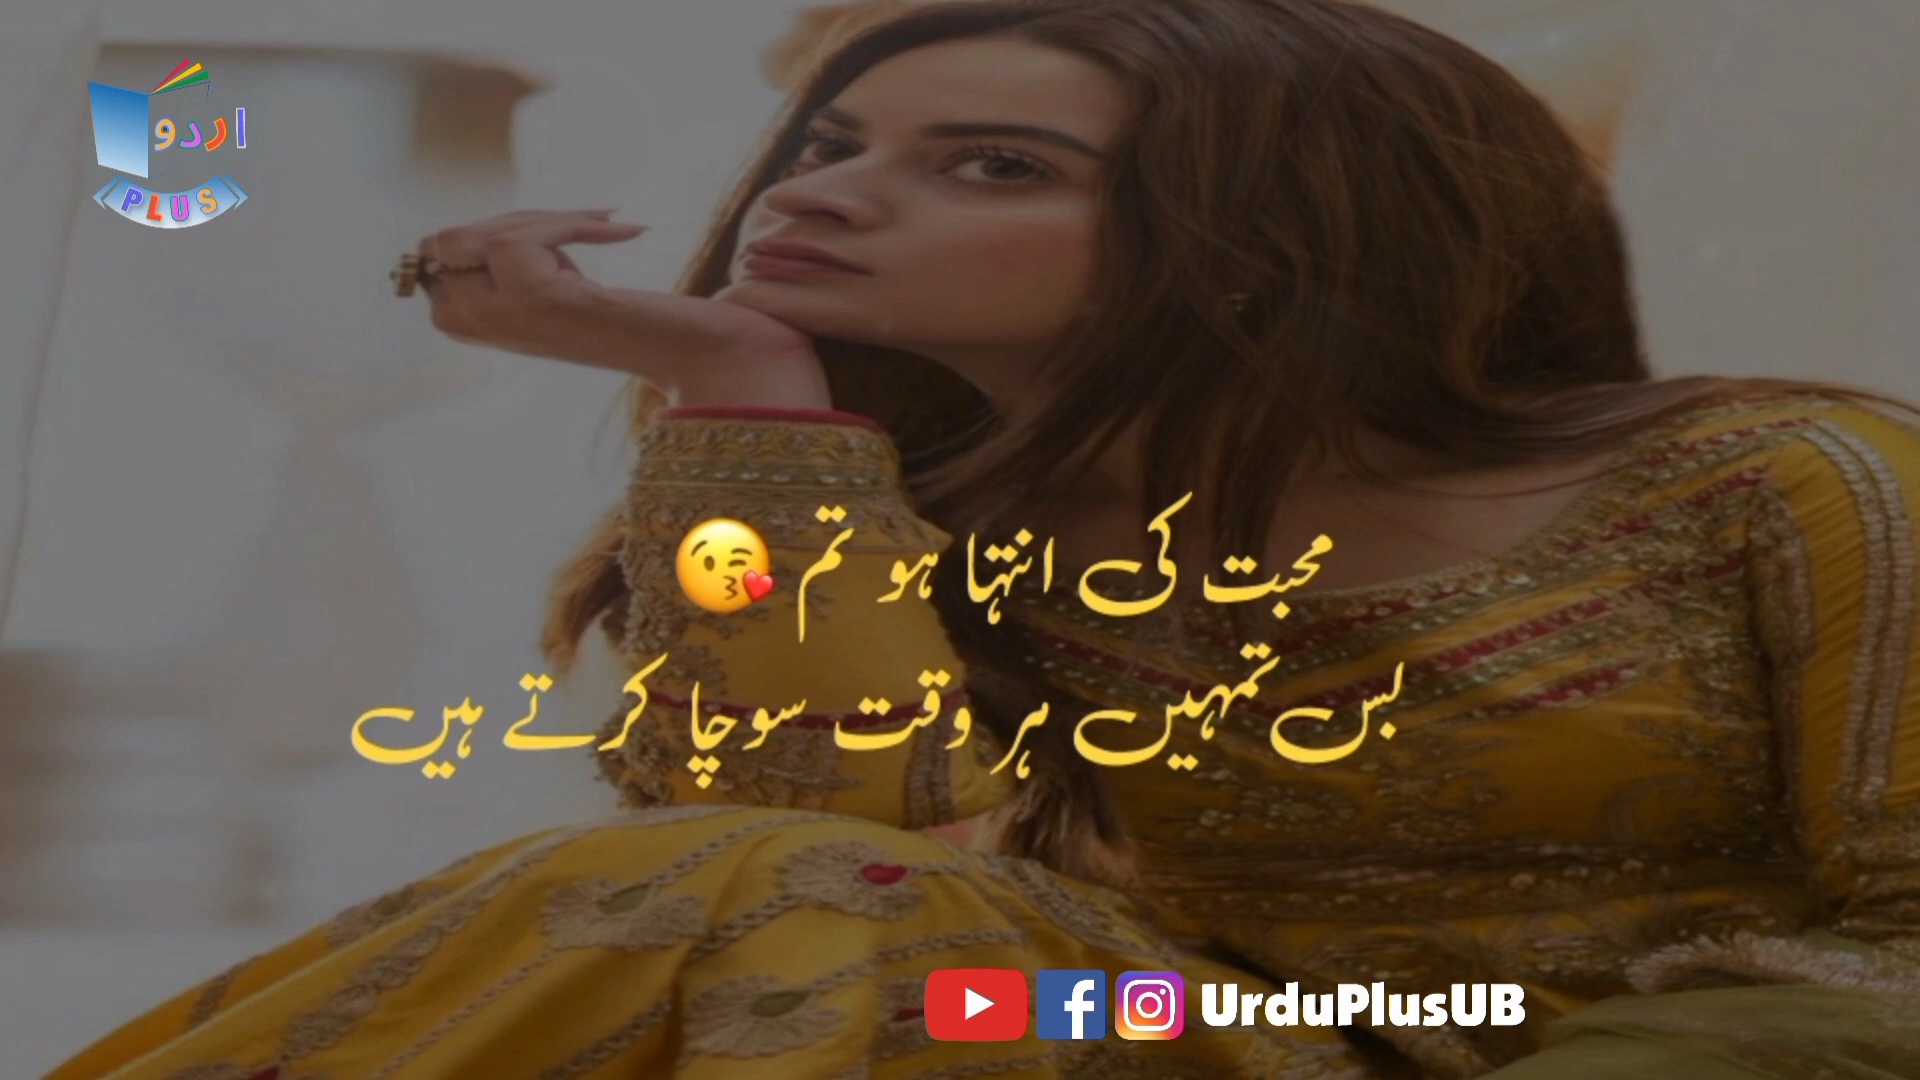 اردو
PLUS
محبت کی انتہا ہو تم 😘
بس تمہیں ہر وقت سوچا کرتے ہیں
UrduPlusUB